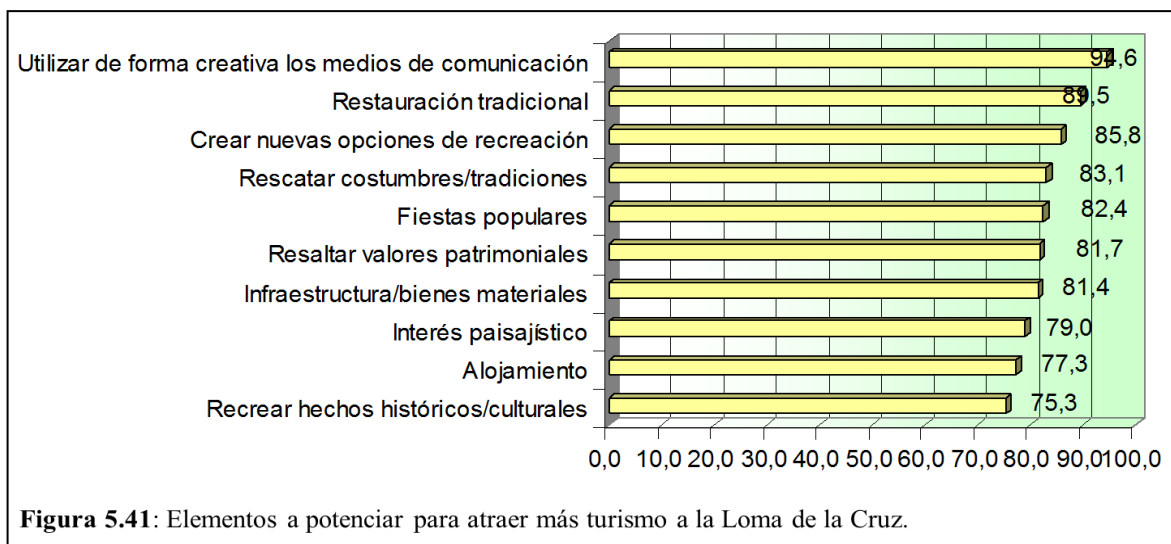 Utilizar de forma creativa los medios de comunicación 94,6
Restauración tradicional 89,5
Crear nuevas opciones de recreación 85,8
Rescatar costumbres/tradiciones 83,1
Fiestas populares 82,4
Resaltar valores patrimoniales 81,7
Infraestructura/bienes materiales 81,4
Interés paisajístico 79,0
Alojamiento 77,3
Recrear hechos históricos/culturales 75,3
0,0 10,0 20,0 30,0 40,0 50,0 60,0 70,0 80,0 90,0 100,0
Figura 5.41: Elementos a potenciar para atraer más turismo a la Loma de la Cruz.